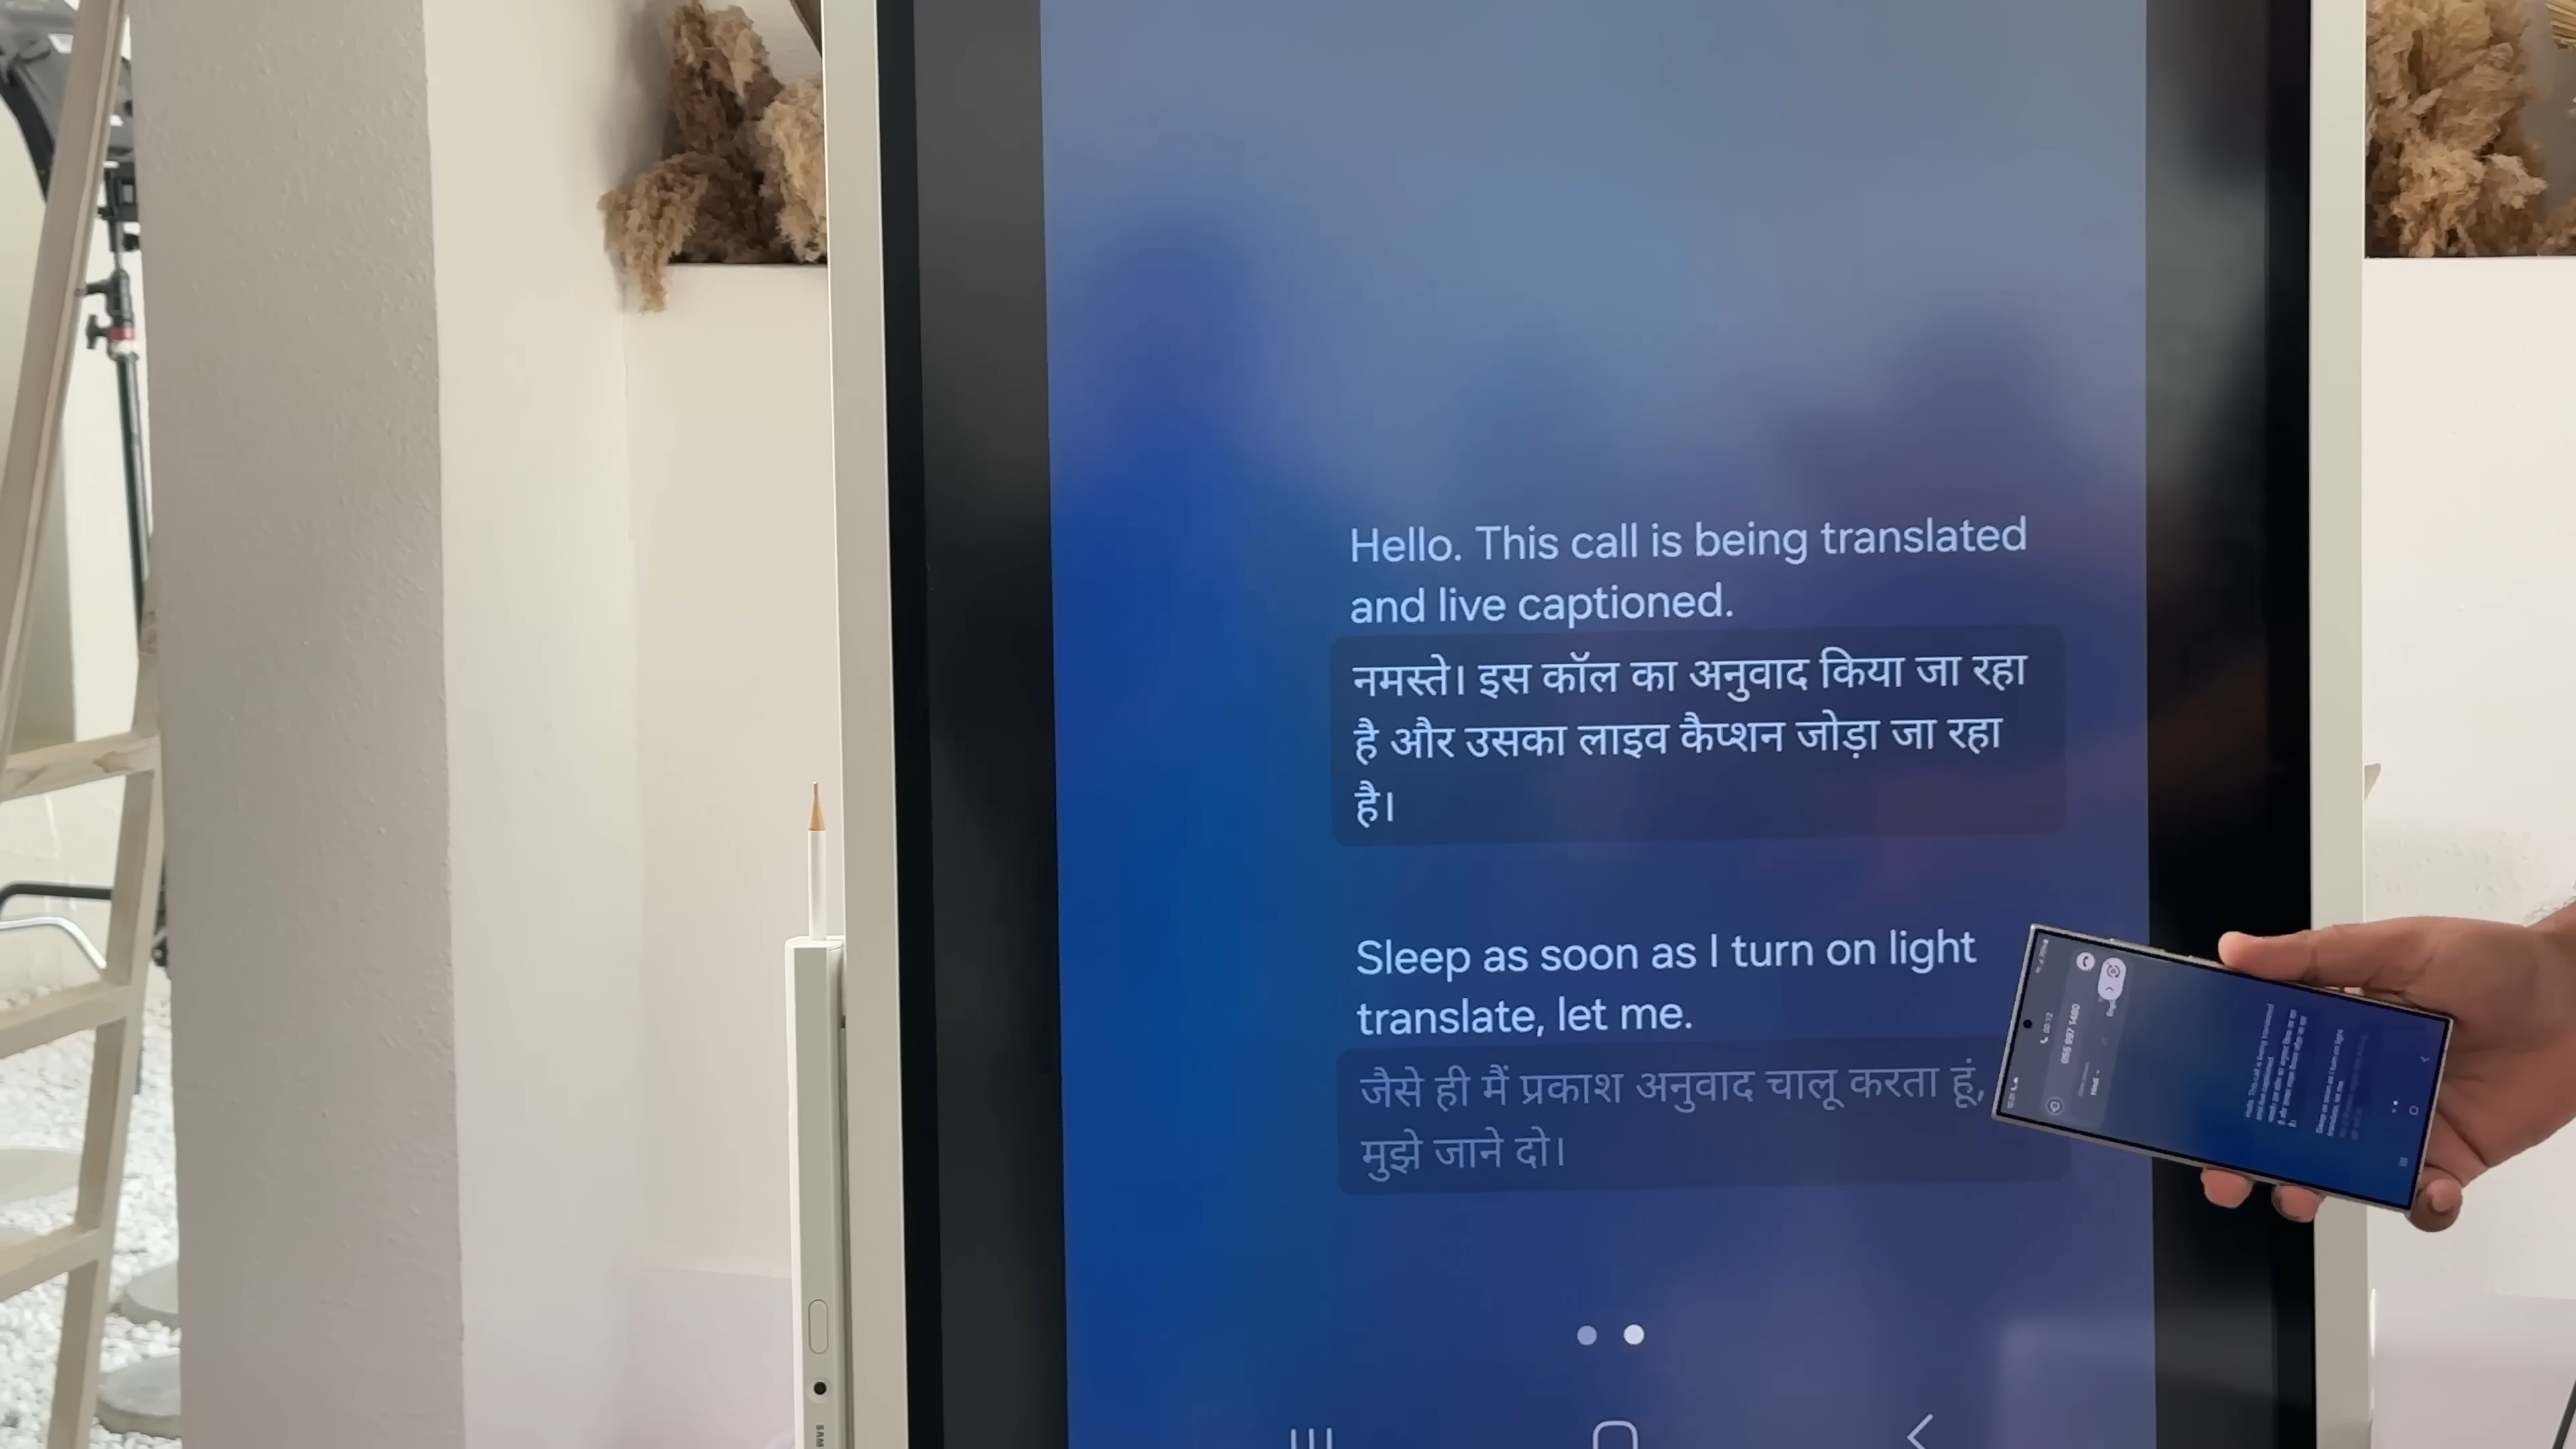 Hello. This call is being translated
and live captioned.
नमस्ते। इस कॉल का अनुवाद किया जा रहा
है और उसका लाइव कैप्शन जोड़ा जा रहा
है।
Sleep as soon as I turn on light
translate, let me.
जैसे ही मैं प्रकाश अनुवाद चालू करता हूं,
मुझे जाने दो।